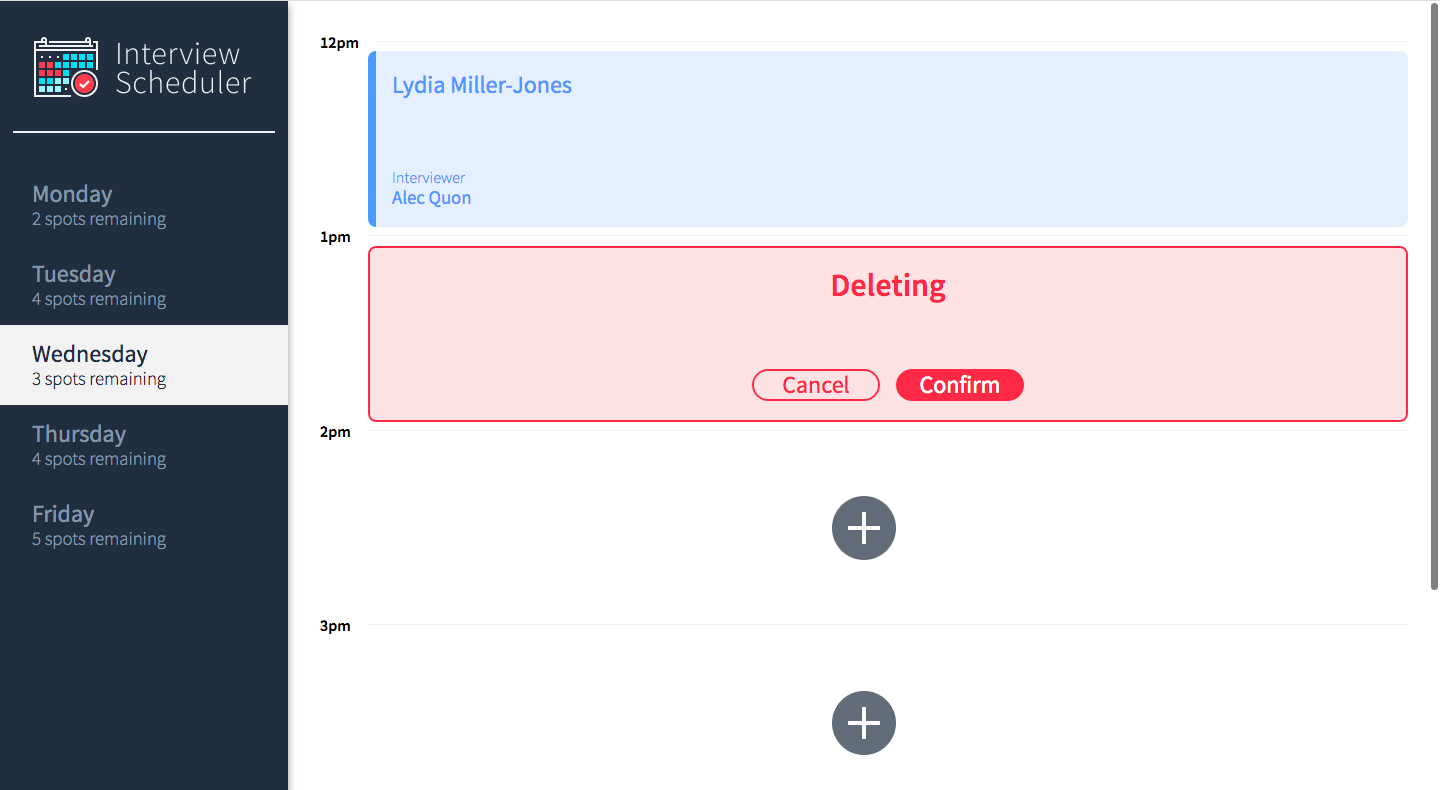 Interview
Scheduler
Monday
2 spots remaining
Tuesday
4 spots remaining
Wednesday
3 spots remaining
Thursday
4 spots remaining
Friday
5 spots remaining
12pm
Lydia Miller-Jones
Interviewer
Alec Quon
1pm
Deleting
Cancel Confirm
2pm
3pm